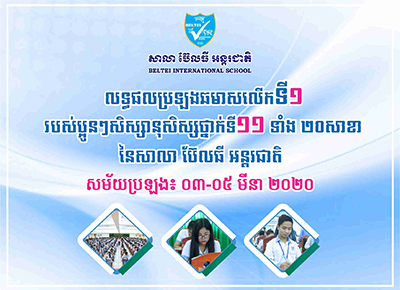 BELTEI
សាលា ប៊ែលធី អន្តរជាតិ
BELTEI INTERNATIONAL SCHOOL
លទ្ធផលប្រឡងឆមាសលើកទី១
របស់ប្អូនៗសិស្សានុសិស្សថ្នាក់ទី១១ ទាំង ២០សាខា
នៃសាលា ប៊ែលធី អន្តរជាតិ
សម័យប្រឡង៖ ០៣-០៥ មីនា ២០២០